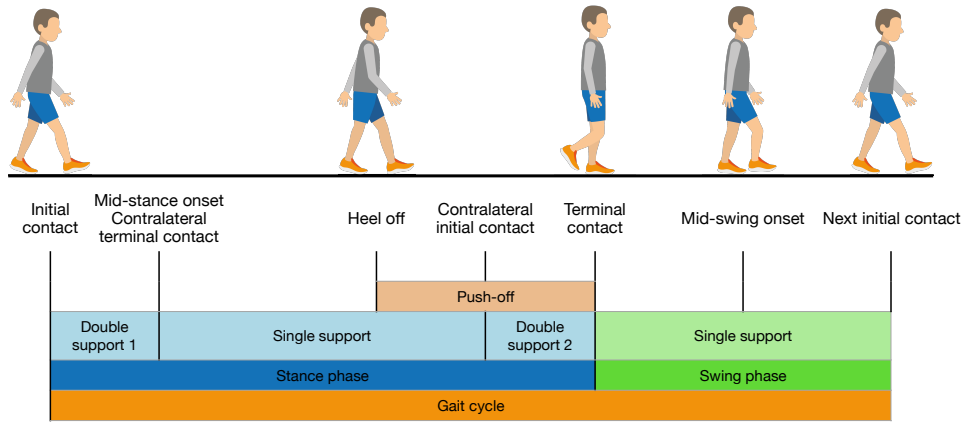 Initial
contact
Mid-stance onset
Contralateral
terminal contact
Heel off
Contralateral
initial contact
Terminal
contact
Mid-swing onset
Next initial contact
Push-off
Double
support 1
Single support
Double
support 2
Single support
Stance phase
Swing phase
Gait cycle